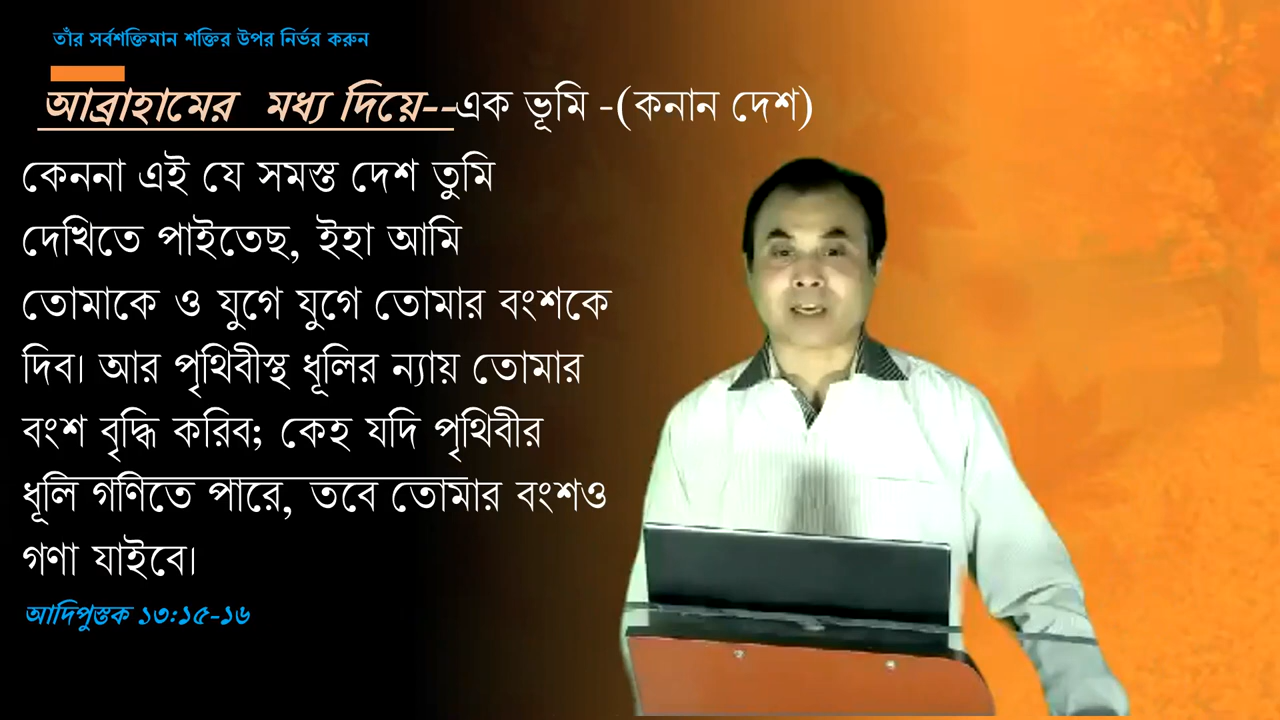 তাঁর সর্বশক্তিমান শক্তির উপর নির্ভর করুন
আব্রাহামের মধ্য দিয়ে--এক ভূমি -(কনান দেশ)
কেননা এই যে সমস্ত দেশ তুমি
দেখিতে পাইতেছ, ইহা আমি
তোমাকে ও যুগে যুগে তোমার বংশকে
দিব। আর পৃথিবীস্থ ধূলির ন্যায় তোমার
বংশ বৃদ্ধি করিব; কেহ যদি পৃথিবীর
ধূলি গণিতে পারে, তবে তোমার বংশও
গণা যাইবে।
আদিপুস্তক ১৩:১৫-১৬